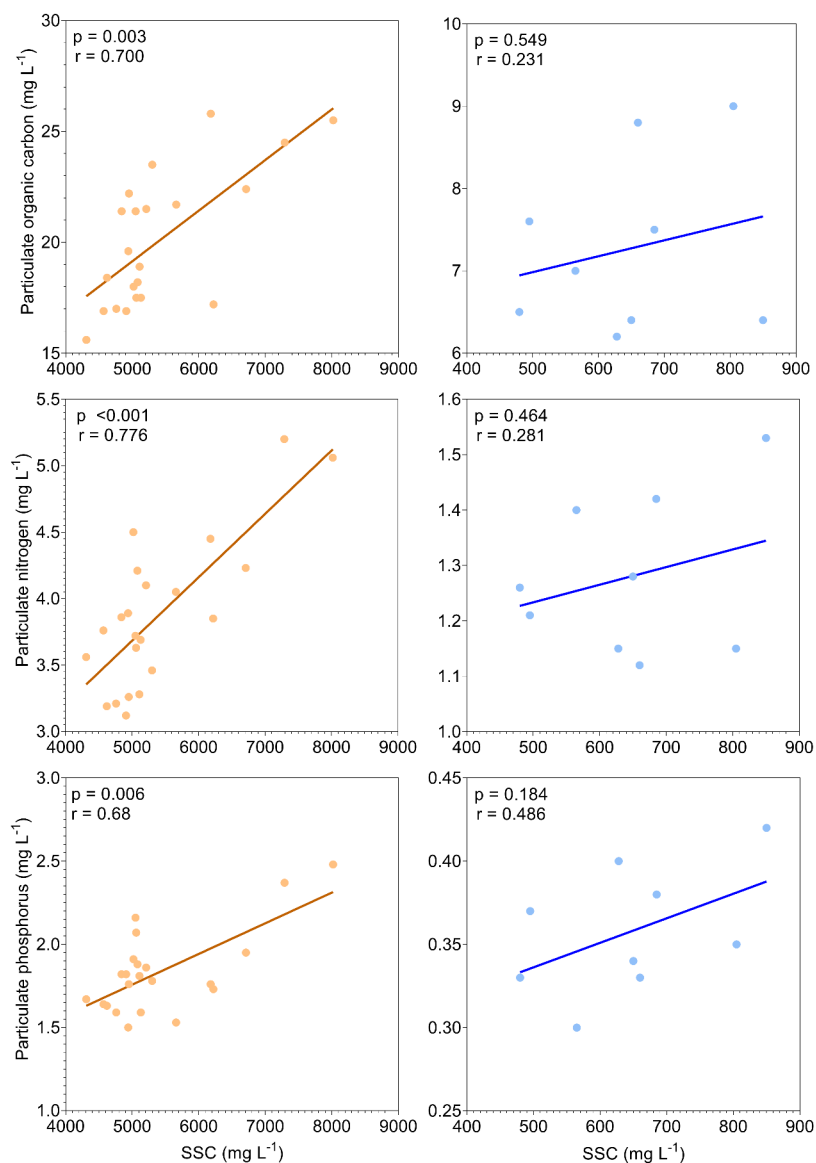 p = 0.003
r = 0.700
Particulate organic carbon (mg L⁻¹)
30
25
20
15
4000 5000 6000 7000 8000 9000
p = 0.549
r = 0.231
10
9
8
7
6
400 500 600 700 800 900
p <0.001
r = 0.776
Particulate nitrogen (mg L⁻¹)
5.5
5.0
4.5
4.0
3.5
3.0
4000 5000 6000 7000 8000 9000
p = 0.464
r = 0.281
1.6
1.5
1.4
1.3
1.2
1.1
1.0
400 500 600 700 800 900
p = 0.006
r = 0.68
Particulate phosphorus (mg L⁻¹)
3.0
2.5
2.0
1.5
1.0
4000 5000 6000 7000 8000 9000
SSC (mg L⁻¹)
p = 0.184
r = 0.486
0.45
0.40
0.35
0.30
0.25
400 500 600 700 800 900
SSC (mg L⁻¹)